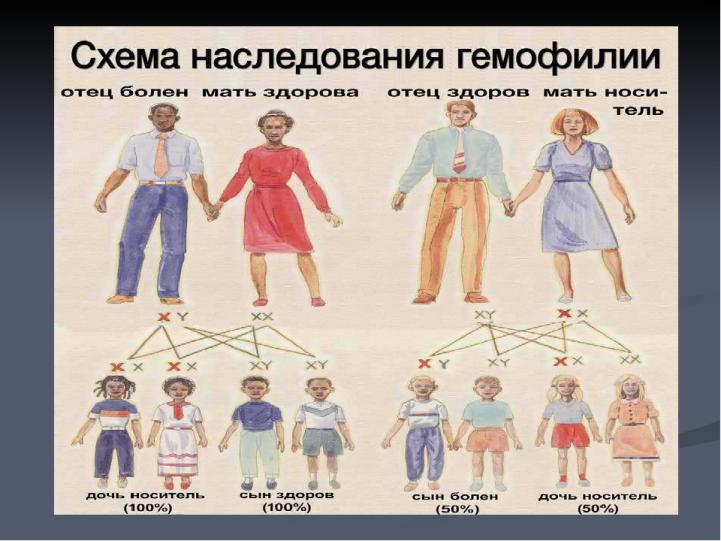 Схема наследования гемофилии
отец болен мать здорова
отец здоров мать носи-
тель
X Y
XX
XY
X X
X X
X X
XY
XY
X Y
XY
X X
XX
дочь носитель
(100%)
сын здоров
(100%)
сын болен
(50%)
дочь носитель
(50%)